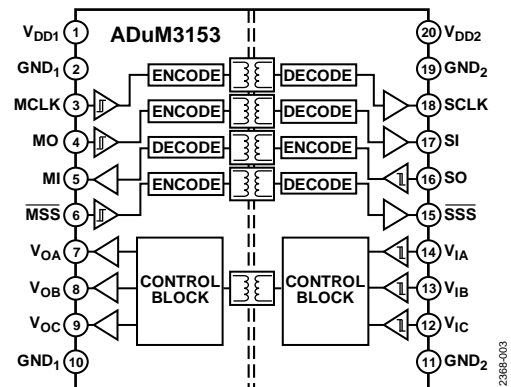 ADuM3153
VDD1 1
20 VDD2
GND1 2
19 GND2
MCLK 3
ENCODE
DECODE
18 SCLK
MO 4
ENCODE
DECODE
17 SI
MI 5
DECODE
ENCODE
16 SO
MSS 6
ENCODE
DECODE
15 SSS
VOA 7
14 VIA
VOB 8
CONTROL
BLOCK
CONTROL
BLOCK
13 VIB
VOC 9
12 VIC
GND1 10
11 GND2
2368-003